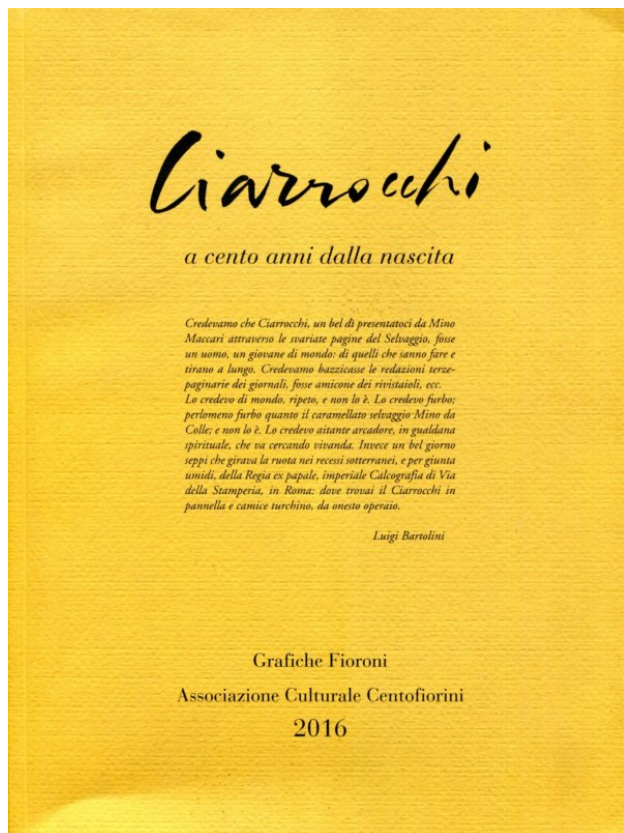 Ciarrocchi
a cento anni dalla nascita
Credevamo che Ciarrocchi, un bel dì presentatoci da Mino
Maccari attraverso le svariate pagine del Selvaggio, fosse
un uomo, un giovane di mondo: di quelli che sanno fare e
tirano a lungo. Credevamo bazzicasse le redazioni terze-
paginarie dei giornali, fosse amicone dei rivistaioli, ecc.
Lo credevo di mondo, ripeto, e non lo è. Lo credevo furbo;
perlomeno furbo quanto il caramellato selvaggio Mino da
Colle; e non lo è. Lo credevo aitante arcadore, in gualdana
spirituale, che va cercando vivanda. Invece un bel giorno
seppi che girava la ruota nei recessi sotterranei, e per giunta
umidi, della Regia ex papale, imperiale Calcografia di Via
della Stamperia, in Roma: dove trovai il Ciarrocchi in
pannella e camice turchino, da onesto operaio.
Luigi Bartolini
Grafiche Fioroni
Associazione Culturale Centofiorini
2016